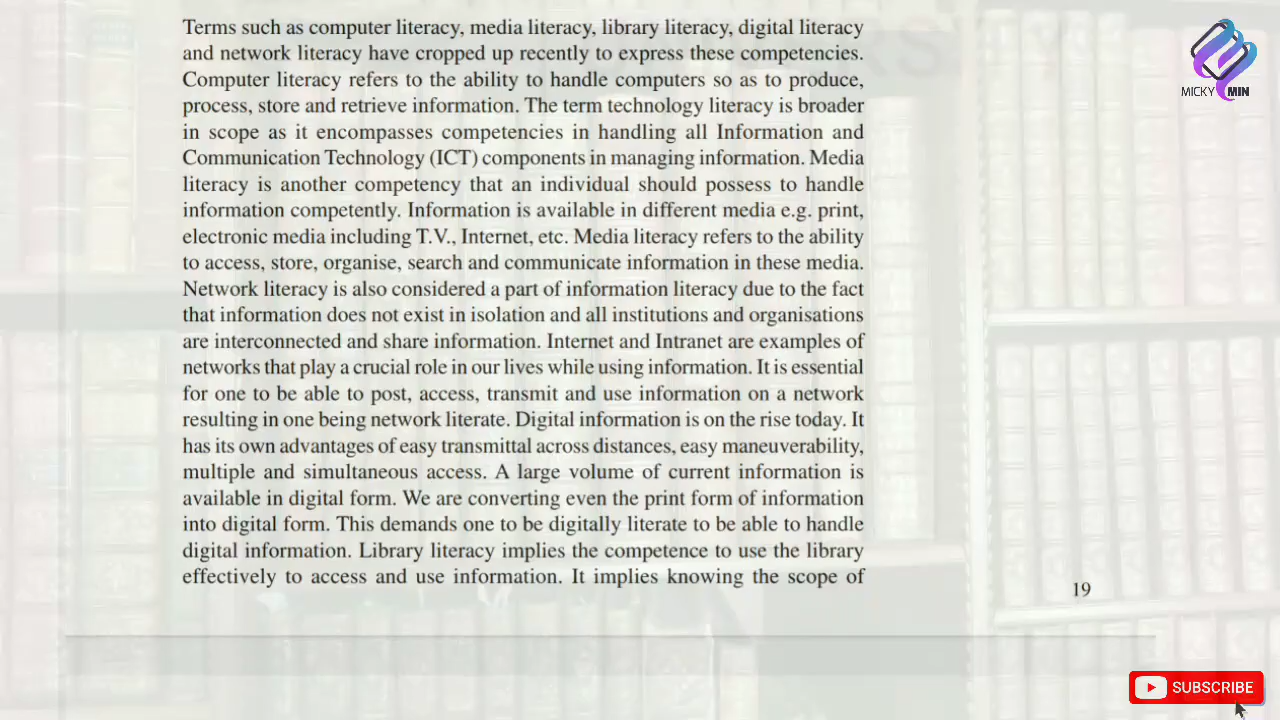 Terms such as computer literacy, media literacy, library literacy, digital literacy
and network literacy have cropped up recently to express these competencies.
Computer literacy refers to the ability to handle computers so as to produce,
process, store and retrieve information. The term technology literacy is broader
in scope as it encompasses competencies in handling all Information and
Communication Technology (ICT) components in managing information. Media
literacy is another competency that an individual should possess to handle
information competently. Information is available in different media e.g. print,
electronic media including T.V., Internet, etc. Media literacy refers to the ability
to access, store, organise, search and communicate information in these media.
Network literacy is also considered a part of information literacy due to the fact
that information does not exist in isolation and all institutions and organisations
are interconnected and share information. Internet and Intranet are examples of
networks that play a crucial role in our lives while using information. It is essential
for one to be able to post, access, transmit and use information on a network
resulting in one being network literate. Digital information is on the rise today. It
has its own advantages of easy transmittal across distances, easy maneuverability,
multiple and simultaneous access. A large volume of current information is
available in digital form. We are converting even the print form of information
into digital form. This demands one to be digitally literate to be able to handle
digital information. Library literacy implies the competence to use the library
effectively to access and use information. It implies knowing the scope of
19
MICKY MIN
SUBSCRIBE